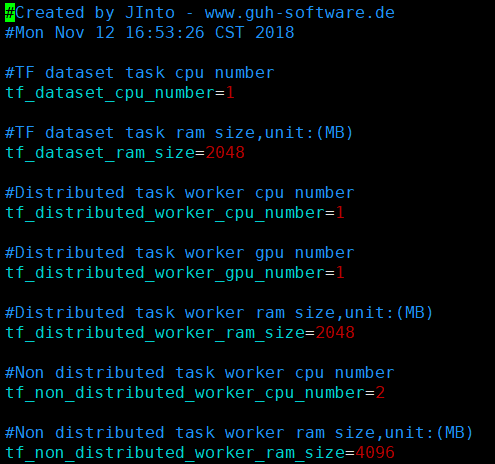 #Created by JInto - www.guh-software.de
#Mon Nov 12 16:53:26 CST 2018
#TF dataset task cpu number
tf_dataset_cpu_number=1
#TF dataset task ram size,unit:(MB)
tf_dataset_ram_size=2048
#Distributed task worker cpu number
tf_distributed_worker_cpu_number=1
#Distributed task worker gpu number
tf_distributed_worker_gpu_number=1
#Distributed task worker ram size,unit:(MB)
tf_distributed_worker_ram_size=2048
#Non distributed task worker cpu number
tf_non_distributed_worker_cpu_number=2
#Non distributed task worker ram size,unit:(MB)
tf_non_distributed_worker_ram_size=4096